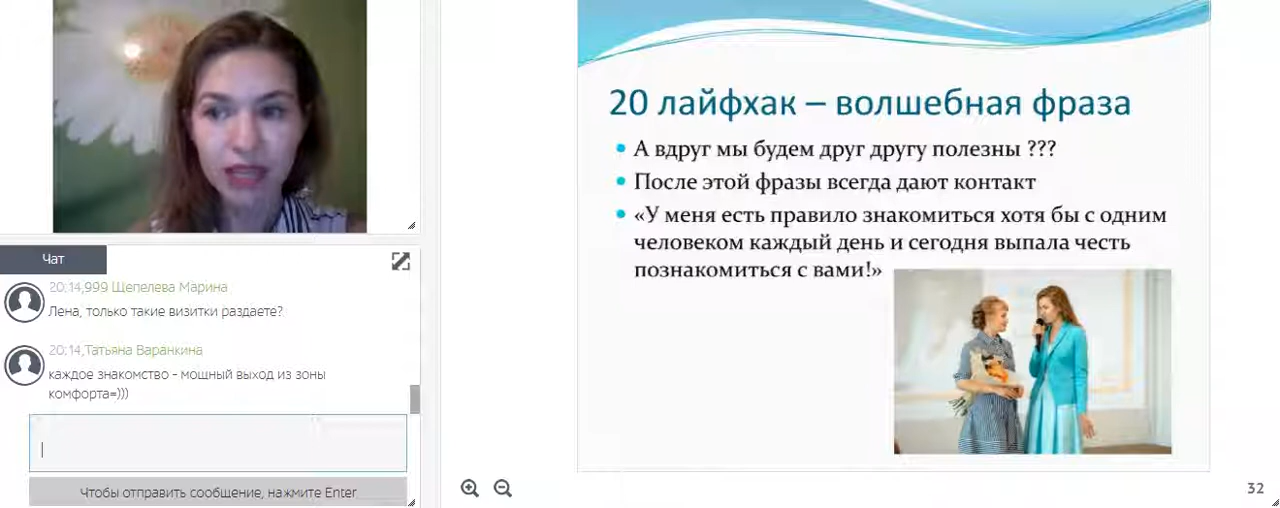 20 лайфхак – волшебная фраза
А вдруг мы будем друг другу полезны ???
После этой фразы всегда дают контакт
«У меня есть правило знакомиться хотя бы с одним
человеком каждый день и сегодня выпала честь
познакомиться с вами!»
Чат
20:14,999 Щепелева Марина
Лена, только такие визитки раздаете?
20:14,Татьяна Варанкина
каждое знакомство - мощный выход из зоны
комфорта=)))
Чтобы отправить сообщение, нажмите Enter
32